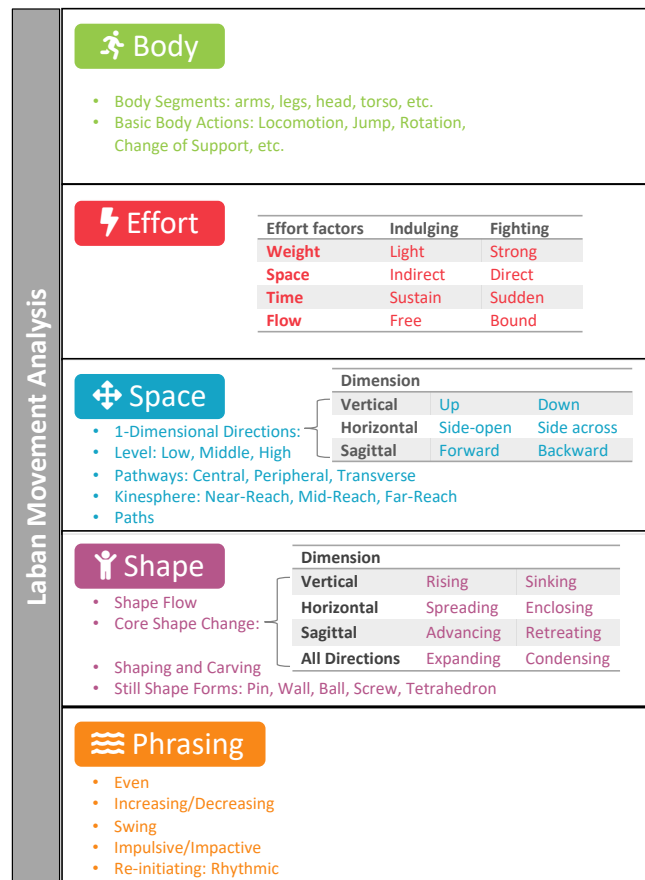 Laban Movement Analysis
Body
• Body Segments: arms, legs, head, torso, etc.
• Basic Body Actions: Locomotion, Jump, Rotation,
Change of Support, etc.
Effort
Effort factors Indulging Fighting
Weight Light Strong
Space Indirect Direct
Time Sustain Sudden
Flow Free Bound
Space
Dimension
Vertical Up Down
Horizontal Side-open Side across
Sagittal Forward Backward
• 1-Dimensional Directions:
• Level: Low, Middle, High
• Pathways: Central, Peripheral, Transverse
• Kinesphere: Near-Reach, Mid-Reach, Far-Reach
• Paths
Shape
Dimension
Vertical Rising Sinking
Horizontal Spreading Enclosing
Sagittal Advancing Retreating
All Directions Expanding Condensing
• Shape Flow
• Core Shape Change:
• Shaping and Carving
• Still Shape Forms: Pin, Wall, Ball, Screw, Tetrahedron
Phrasing
• Even
• Increasing/Decreasing
• Swing
• Impulsive/Impactive
• Re-initiating: Rhythmic